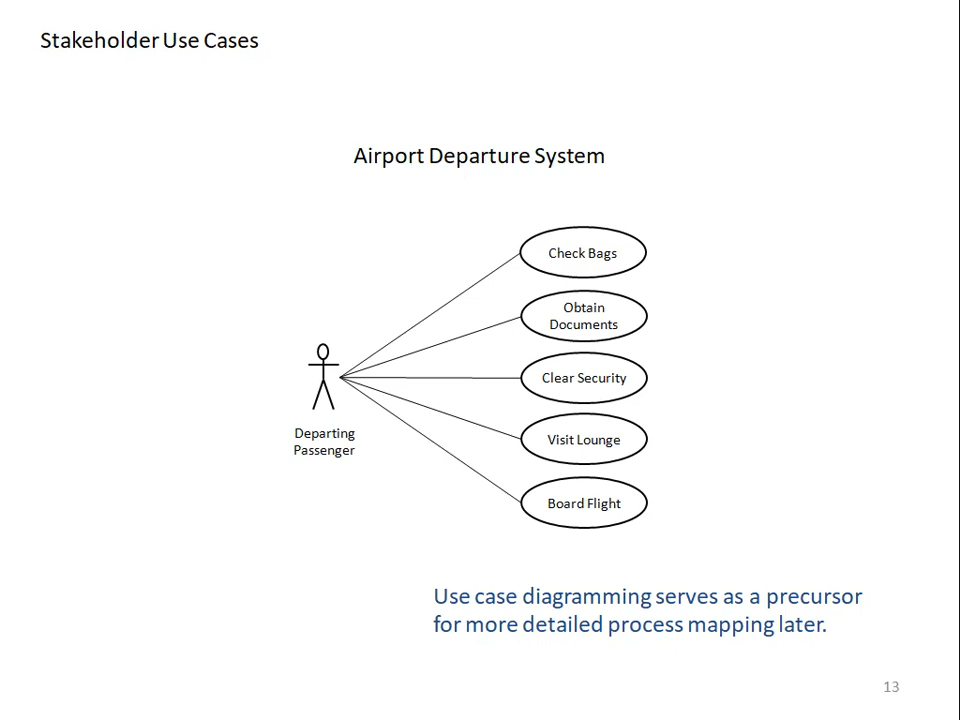 Stakeholder Use Cases
Airport Departure System
Check Bags
Obtain
Documents
Clear Security
Visit Lounge
Board Flight
Departing
Passenger
Use case diagramming serves as a precursor
for more detailed process mapping later.
13